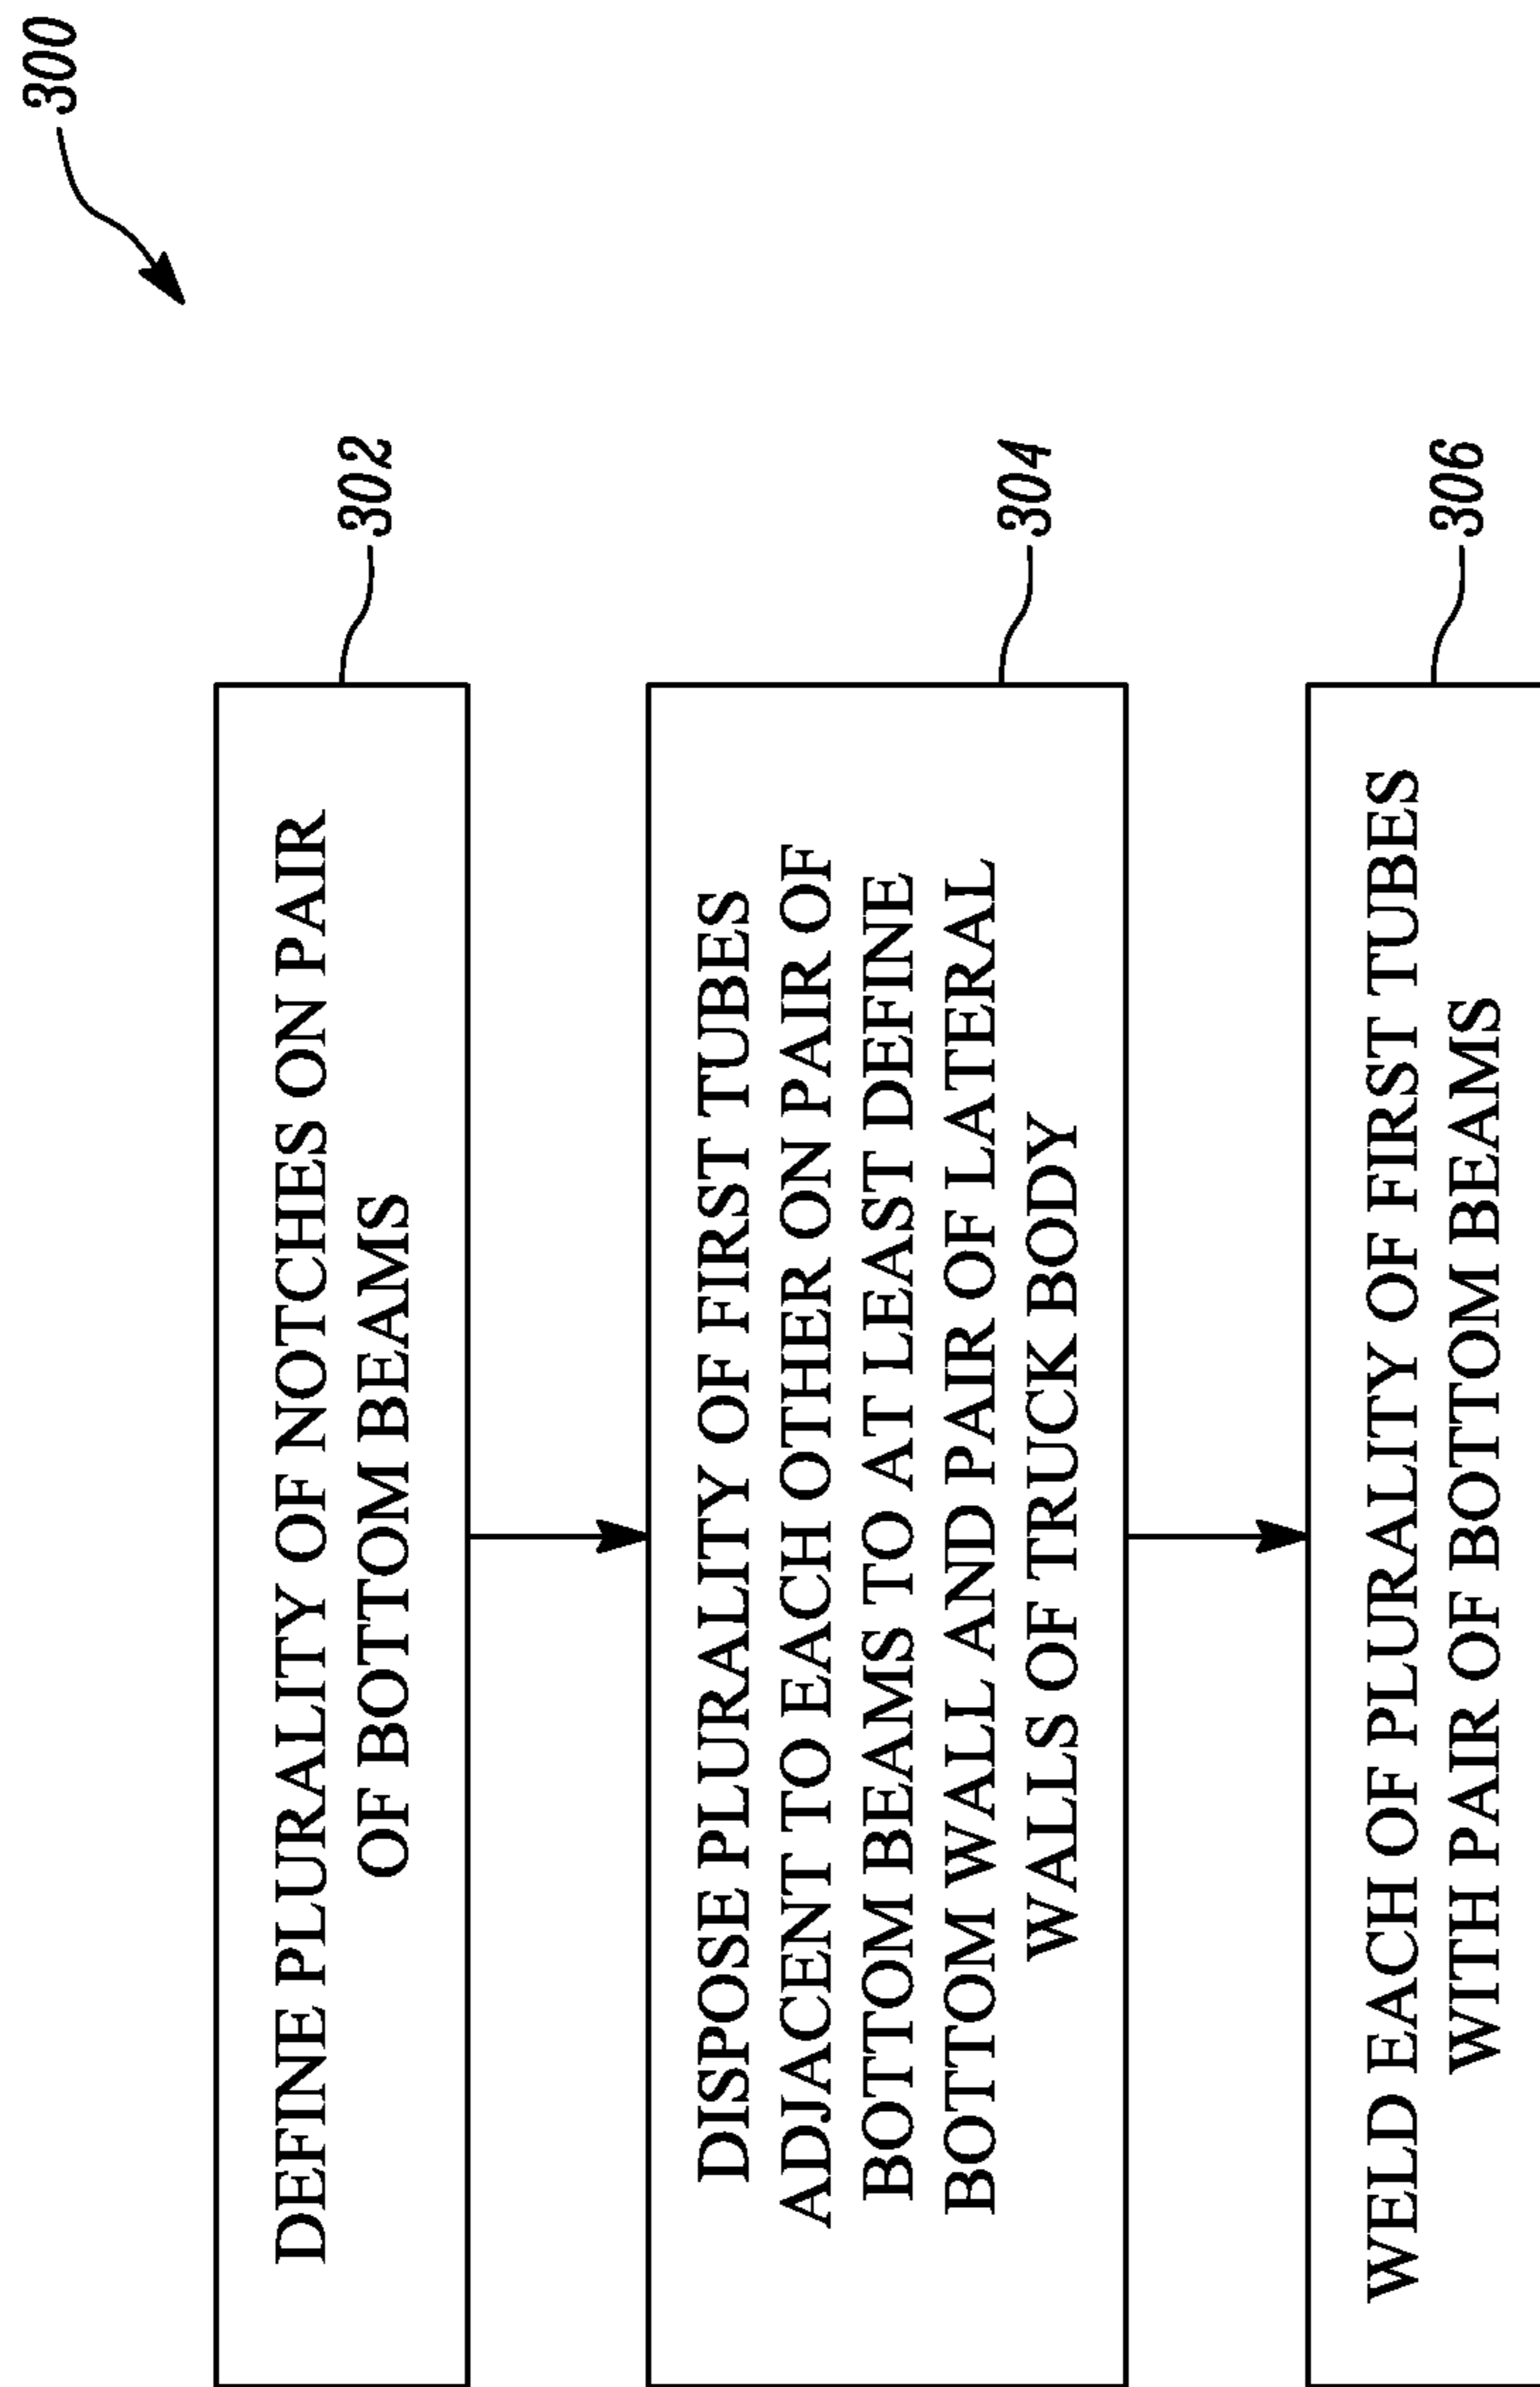 300
DEFINE PLURALITY OF NOTCHES ON PAIR
OF BOTTOM BEAMS
302
DISPOSE PLURALITY OF FIRST TUBES
ADJACENT TO EACH OTHER ON PAIR OF
BOTTOM BEAMS TO AT LEAST DEFINE
BOTTOM WALL AND PAIR OF LATERAL
WALLS OF TRUCK BODY
304
WELD EACH OF PLURALITY OF FIRST TUBES
WITH PAIR OF BOTTOM BEAMS
306